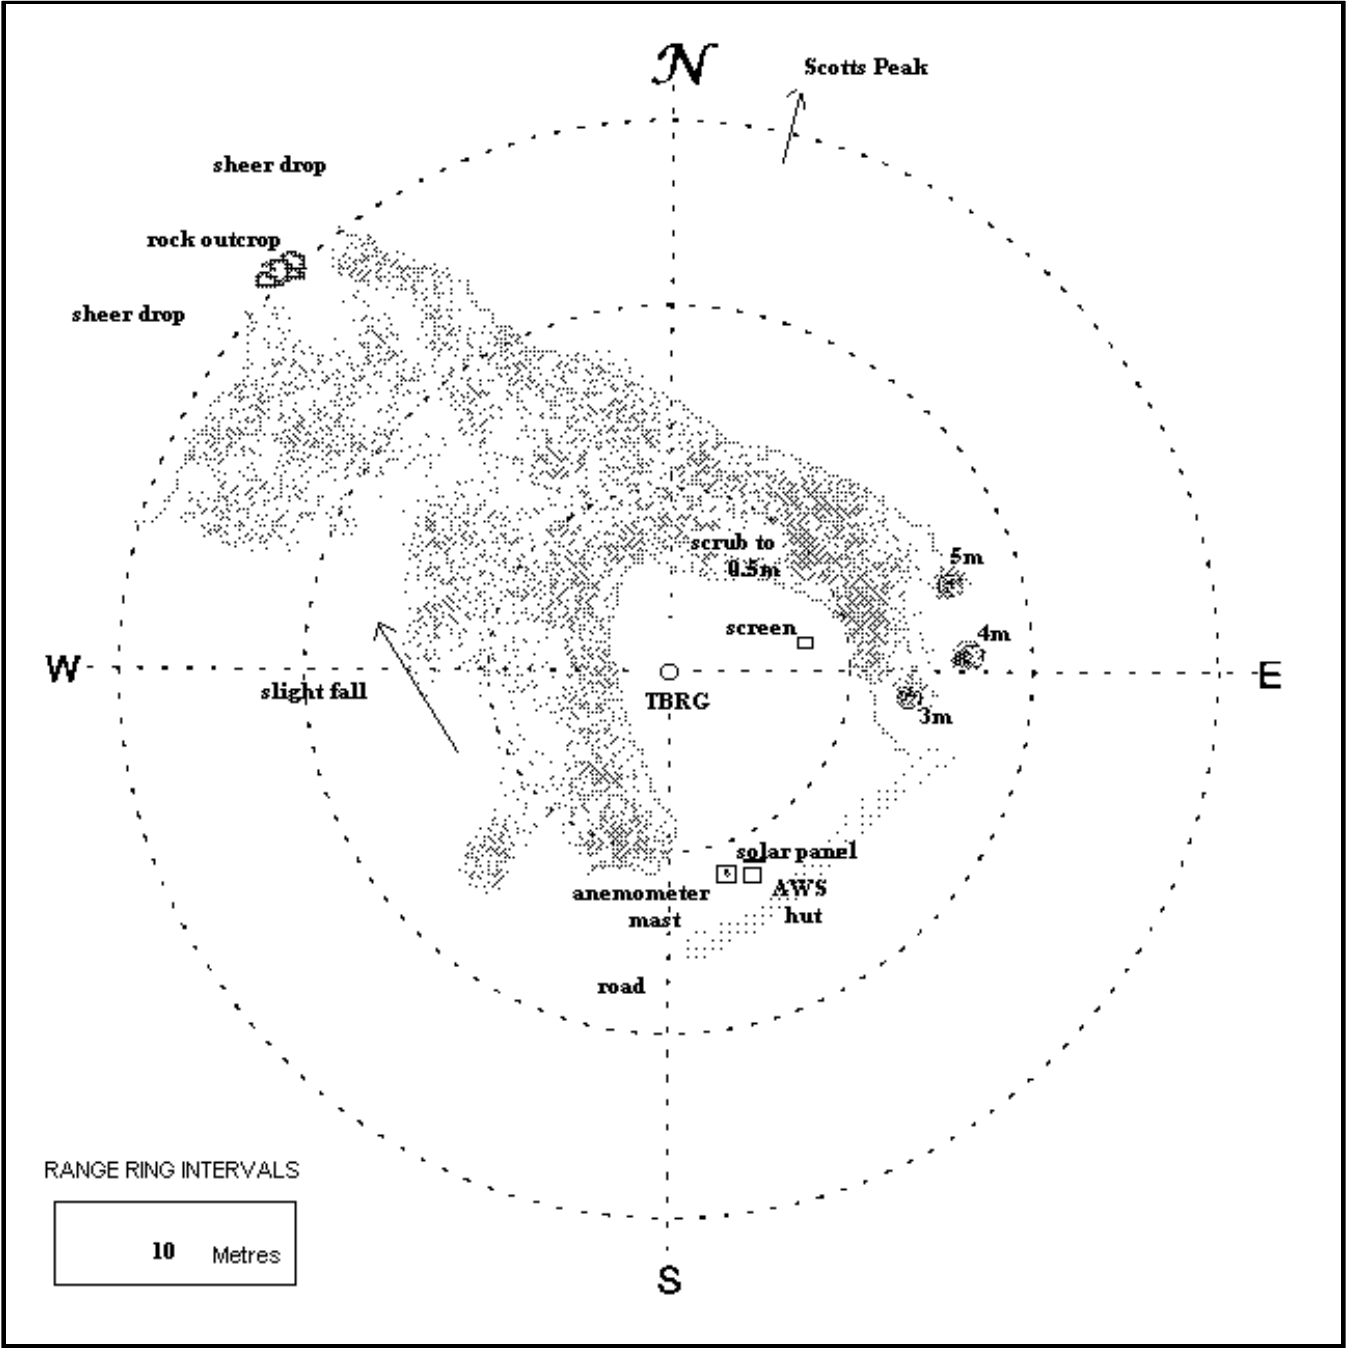 N
Scotts Peak
sheer drop
rock outcrop
sheer drop
scrub to
0.5m
5m
screen
4m
W
E
slight fall
TBRG
3m
solar panel
anemometer
mast
AWS
hut
road
RANGE RING INTERVALS
10 Metres
S